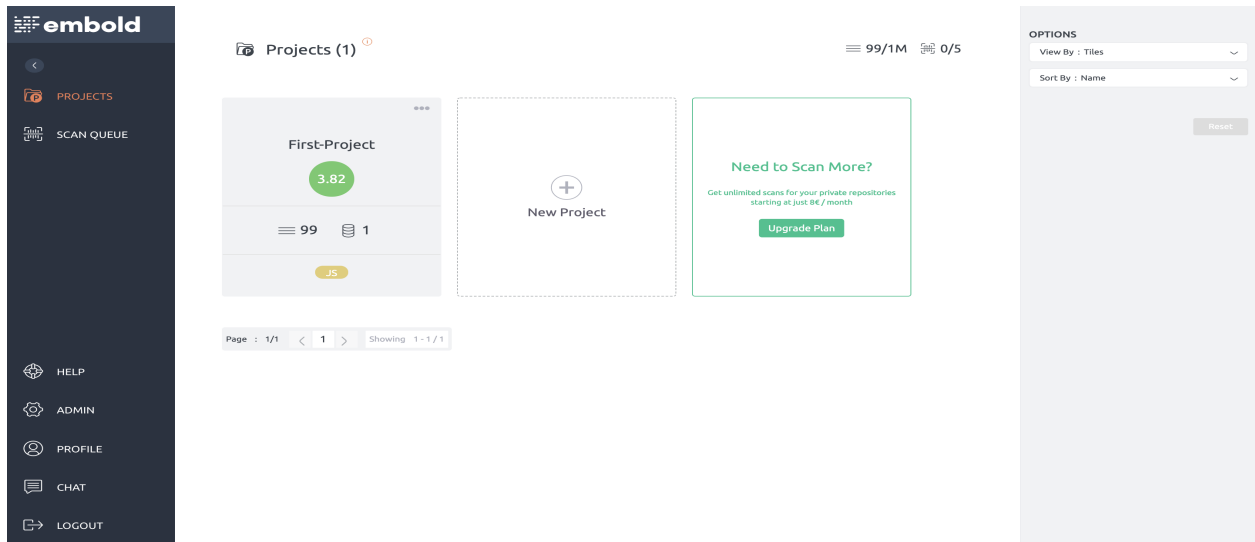 embold
PROJECTS
SCAN QUEUE
HELP
ADMIN
PROFILE
CHAT
LOGOUT
Projects (1)
99/1M 0/5
First-Project
3.82
99 1
JS
New Project
Need to Scan More?
Get unlimited scans for your private repositories
starting at just 8€ / month
Upgrade Plan
Page : 1/1 < 1 > Showing 1 - 1 / 1
OPTIONS
View By : Tiles
Sort By : Name
Reset